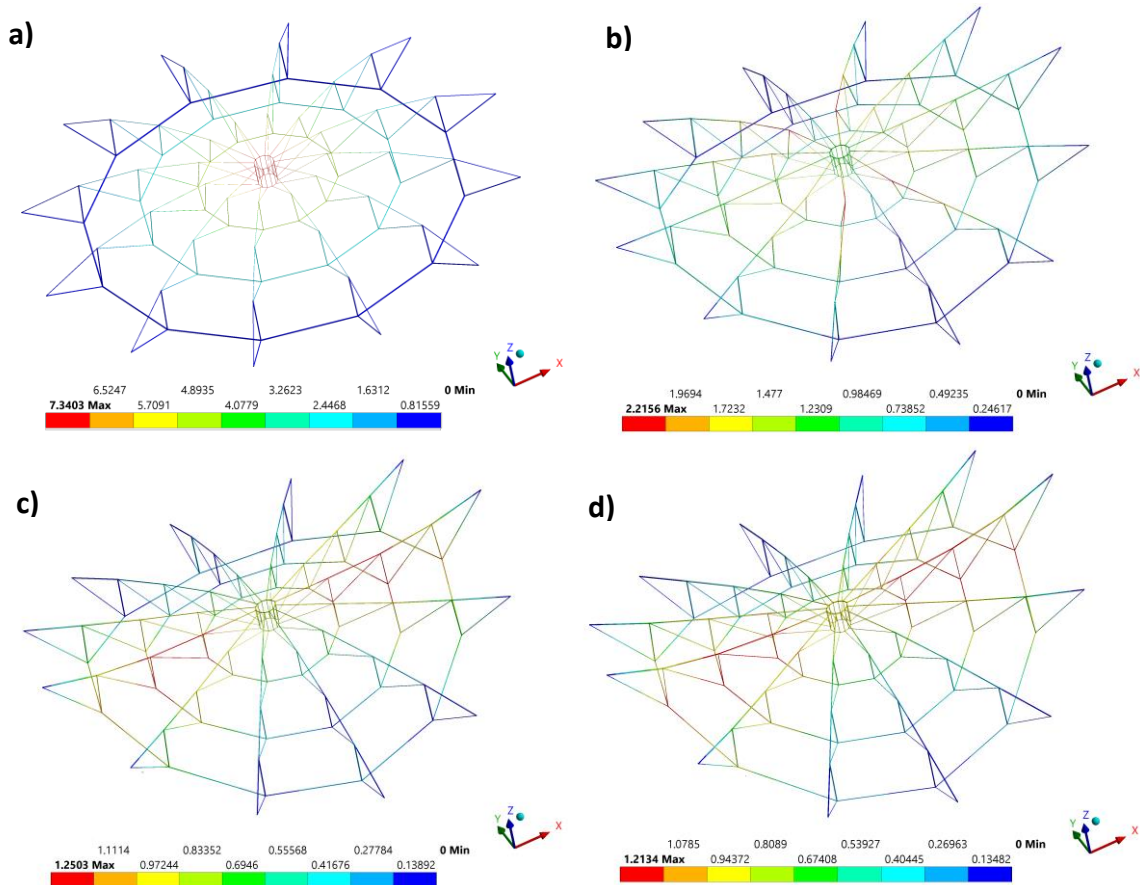 a)
Y Z X
6.5247 4.8935 3.2623 1.6312 0 Min
7.3403 Max 5.7091 4.0779 2.4468 0.81559
b)
Y Z X
1.9694 1.477 0.98469 0.49235 0 Min
2.2156 Max 1.7232 1.2309 0.73852 0.24617
c)
Y Z X
1.1114 0.83352 0.55568 0.27784 0 Min
1.2503 Max 0.97244 0.6946 0.41676 0.13892
d)
Y Z X
1.0785 0.8089 0.53927 0.26963 0 Min
1.2134 Max 0.94372 0.67408 0.40445 0.13482